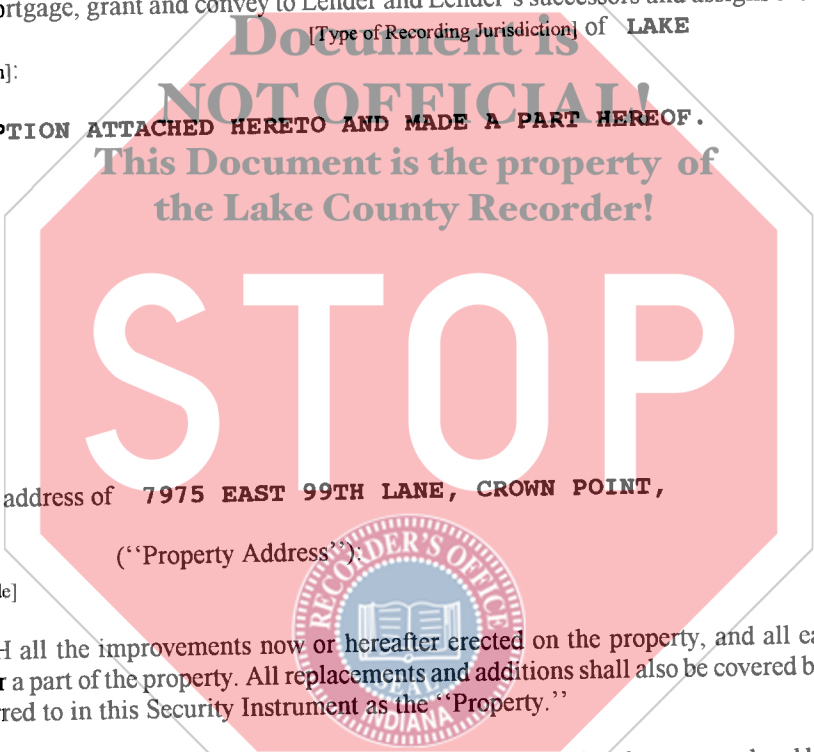 ortgage, grant and convey to Lender and Lender's successors and assigns
Document is
[Type of Recording Jurisdiction] of LAKE
n]:
NOT OFFICIAL!
PTION ATTACHED HERETO AND MADE A PART HEREOF.
This Document is the property of
the Lake County Recorder!
STOP
address of 7975 EAST 99TH LANE, CROWN POINT,
(‘‘Property Address’’):
RECORDER'S OFFICE
de]
H all the improvements now or hereafter erected on the property, and all ea
r a part of the property. All replacements and additions shall also be covered b
SEAL
rred to in this Security Instrument as the ‘‘Property.’’
INDIANA